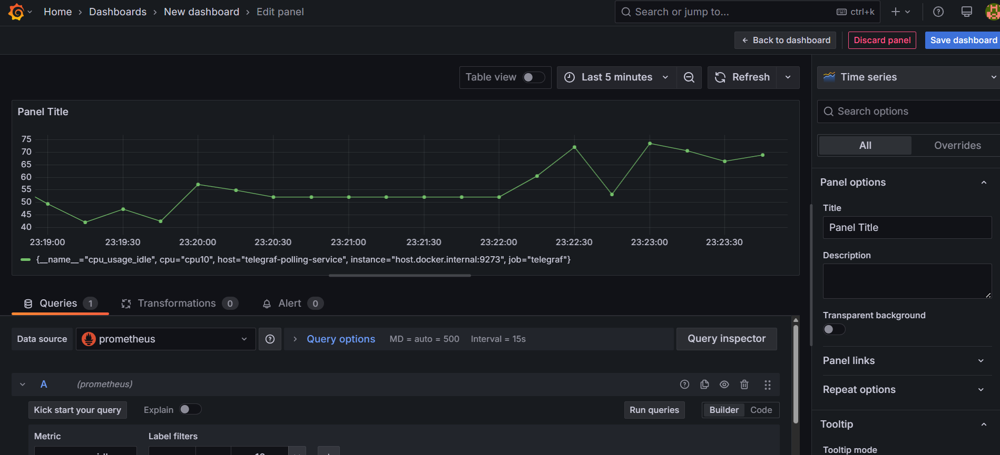 Home › Dashboards › New dashboard › Edit panel
Search or jump to... ctrl+k
← Back to dashboard Discard panel Save dashboard
Table view Last 5 minutes Refresh
Time series
Panel Title
Search options
75
70
65
60
55
50
45
40
All Overrides
23:19:00 23:19:30 23:20:00 23:20:30 23:21:00 23:21:30 23:22:00 23:22:30 23:23:00 23:23:30
{__name__="cpu_usage_idle", cpu="cpu10", host="telegraf-polling-service", instance="host.docker.internal:9273", job="telegraf"}
Panel options
Title
Panel Title
Description
Transparent background
Panel links
Repeat options
Tooltip
Tooltip mode
Queries 1 Transformations 0 Alert 0
Data source prometheus › Query options MD = auto = 500 Interval = 15s Query inspector
A (prometheus)
Kick start your query Explain Run queries Builder Code
Metric Label filters